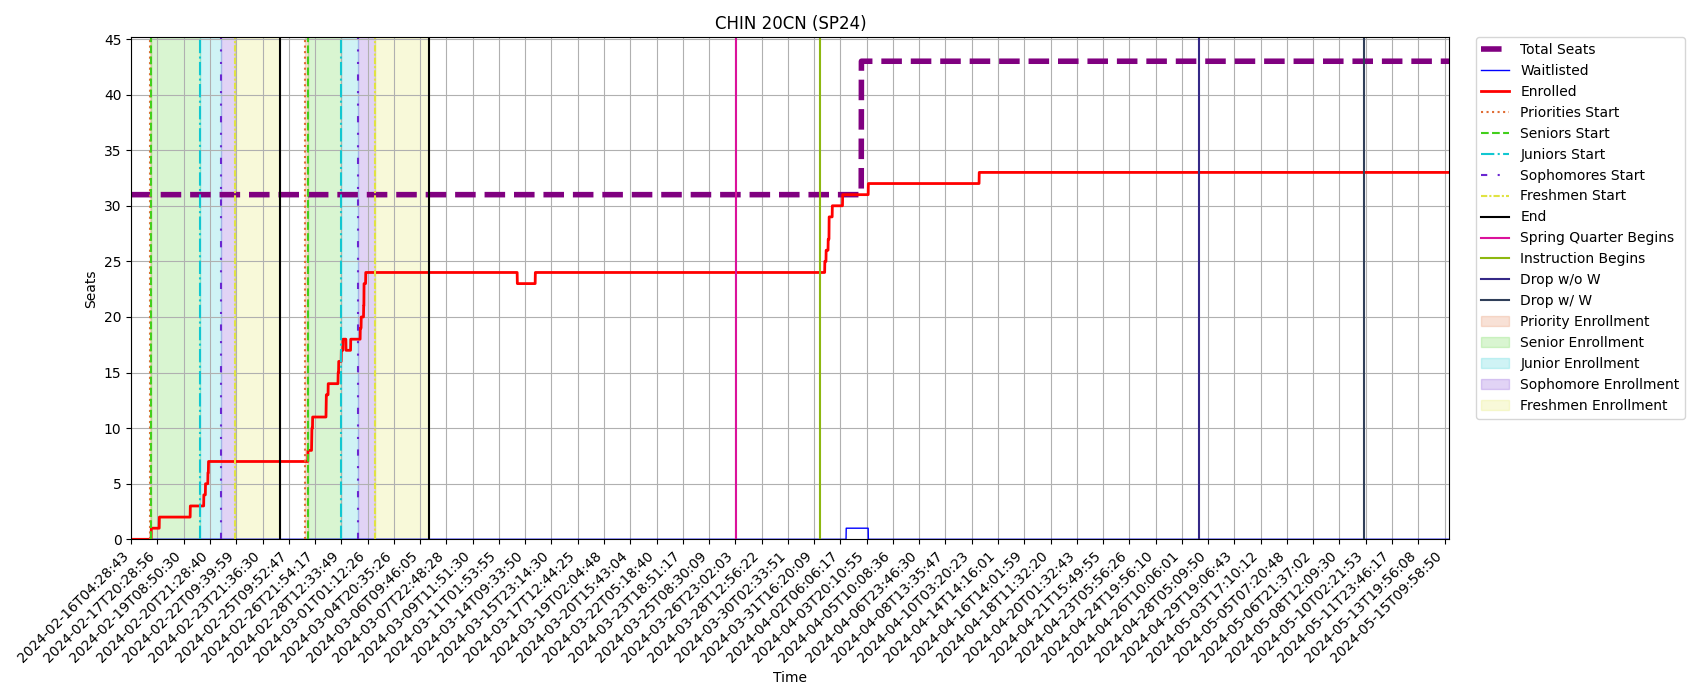 CHIN 20CN (SP24)
45
40
35
30
25
20
15
10
5
0
Seats
2024-02-16T04:28:43
2024-02-17T20:28:56
2024-02-19T08:50:30
2024-02-20T21:28:40
2024-02-22T09:39:59
2024-02-23T21:36:30
2024-02-25T09:52:47
2024-02-26T21:54:17
2024-02-28T12:33:49
2024-03-01T01:12:26
2024-03-04T20:35:26
2024-03-06T09:46:05
2024-03-07T22:48:28
2024-03-11T01:51:30
2024-03-11T01:53:55
2024-03-14T09:33:50
2024-03-15T23:14:30
2024-03-17T12:44:25
2024-03-19T02:04:48
2024-03-20T15:43:04
2024-03-22T05:18:40
2024-03-23T18:51:17
2024-03-25T08:30:09
2024-03-26T23:02:03
2024-03-28T12:56:22
2024-03-30T02:33:51
2024-03-31T16:20:09
2024-04-02T06:06:17
2024-04-03T20:10:55
2024-04-05T10:08:36
2024-04-06T23:46:30
2024-04-08T13:35:47
2024-04-10T03:20:23
2024-04-14T14:16:01
2024-04-16T04:01:59
2024-04-18T11:32:20
2024-04-20T01:32:43
2024-04-21T15:49:55
2024-04-23T05:56:26
2024-04-24T19:56:10
2024-04-26T10:06:01
2024-04-28T05:09:50
2024-04-29T19:06:43
2024-05-03T17:10:12
2024-05-05T07:20:48
2024-05-06T21:37:02
2024-05-08T12:09:30
2024-05-10T02:21:53
2024-05-11T23:46:17
2024-05-13T19:56:08
2024-05-15T09:58:50
Time
Total Seats
Waitlisted
Enrolled
Priorities Start
Seniors Start
Juniors Start
Sophomores Start
Freshmen Start
End
Spring Quarter Begins
Instruction Begins
Drop w/o W
Drop w/ W
Priority Enrollment
Senior Enrollment
Junior Enrollment
Sophomore Enrollment
Freshmen Enrollment